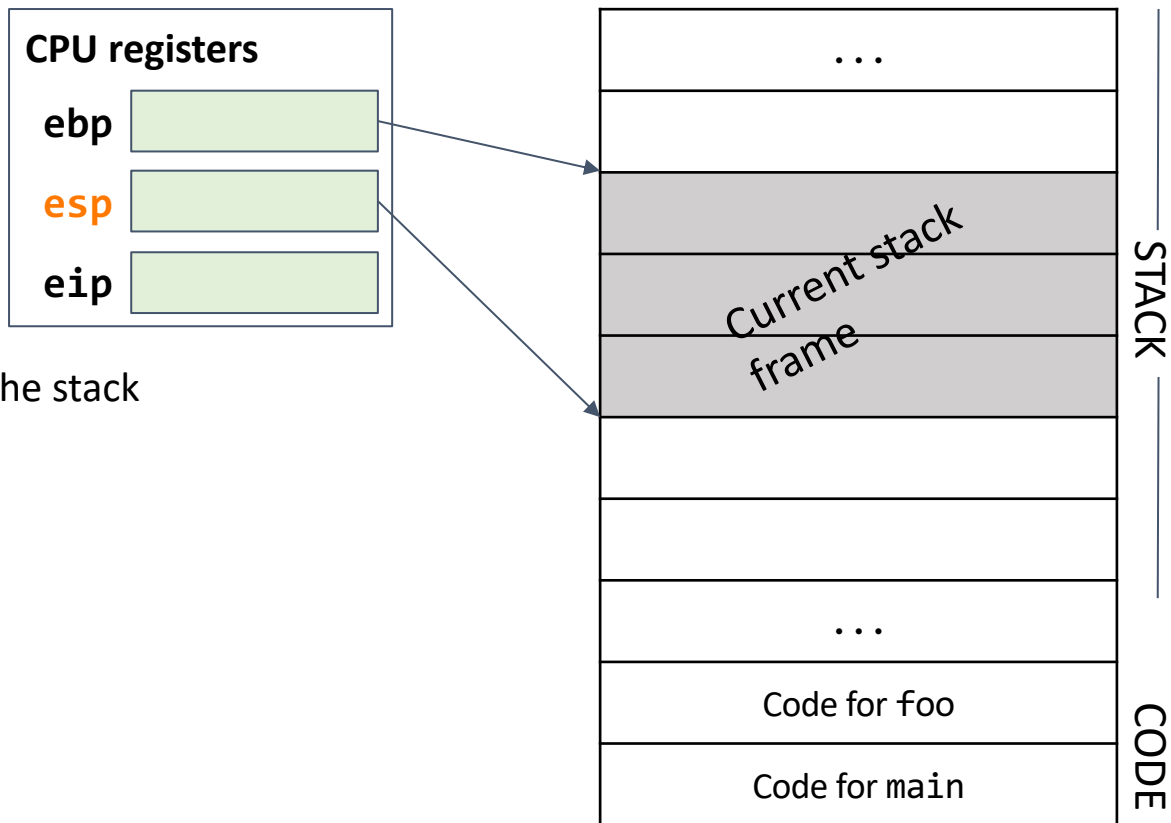 CPU registers
ebp
esp
eip
he stack
...
Current stack
frame
...
Code for foo
Code for main
STACK
CODE